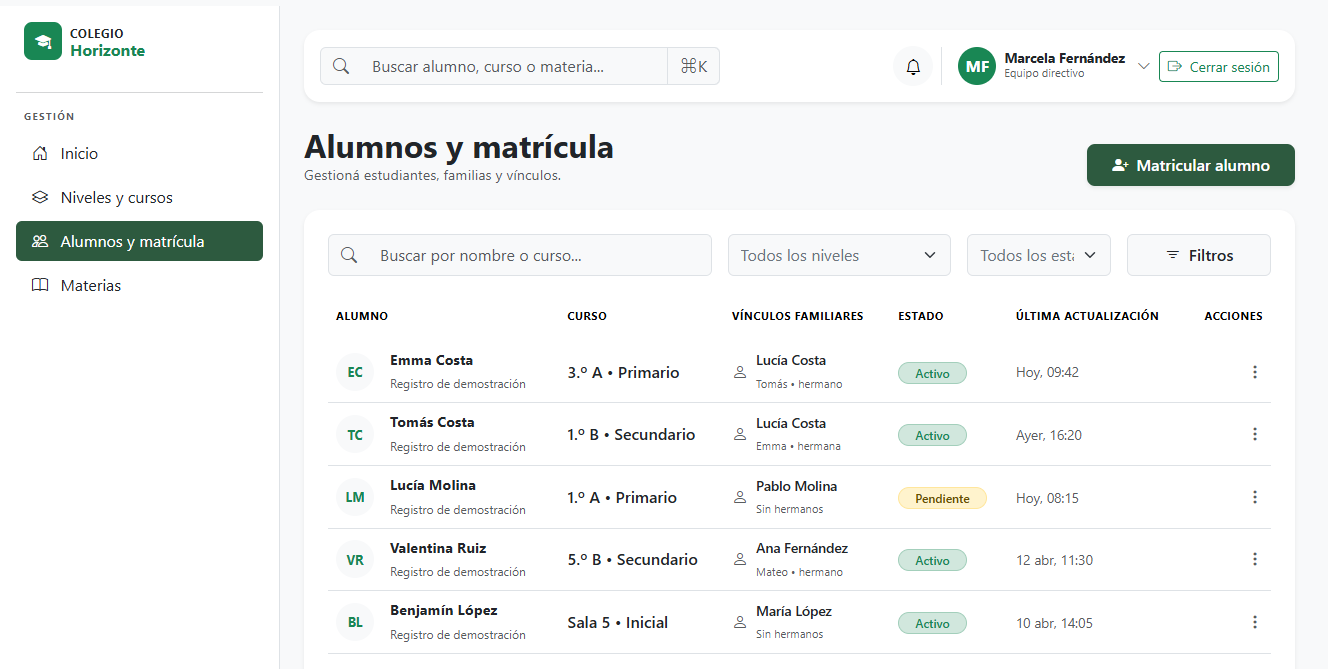 COLEGIO
Horizonte
GESTIÓN
Inicio
Niveles y cursos
Alumnos y matrícula
Materias
Buscar alumno, curso o materia... ⌘K
MF Marcela Fernández
Equipo directivo
Cerrar sesión
Alumnos y matrícula
Gestioná estudiantes, familias y vínculos.
Matricular alumno
Buscar por nombre o curso... Todos los niveles Todos los esta Filtros
ALUMNO CURSO VÍNCULOS FAMILIARES ESTADO ÚLTIMA ACTUALIZACIÓN ACCIONES
EC Emma Costa 3.º A • Primario Lucía Costa Activo Hoy, 09:42
Registro de demostración Tomás • hermano
TC Tomás Costa 1.º B • Secundario Lucía Costa Activo Ayer, 16:20
Registro de demostración Emma • hermana
LM Lucía Molina 1.º A • Primario Pablo Molina Pendiente Hoy, 08:15
Registro de demostración Sin hermanos
VR Valentina Ruiz 5.º B • Secundario Ana Fernández Activo 12 abr, 11:30
Registro de demostración Mateo • hermano
BL Benjamín López Sala 5 • Inicial María López Activo 10 abr, 14:05
Registro de demostración Sin hermanos